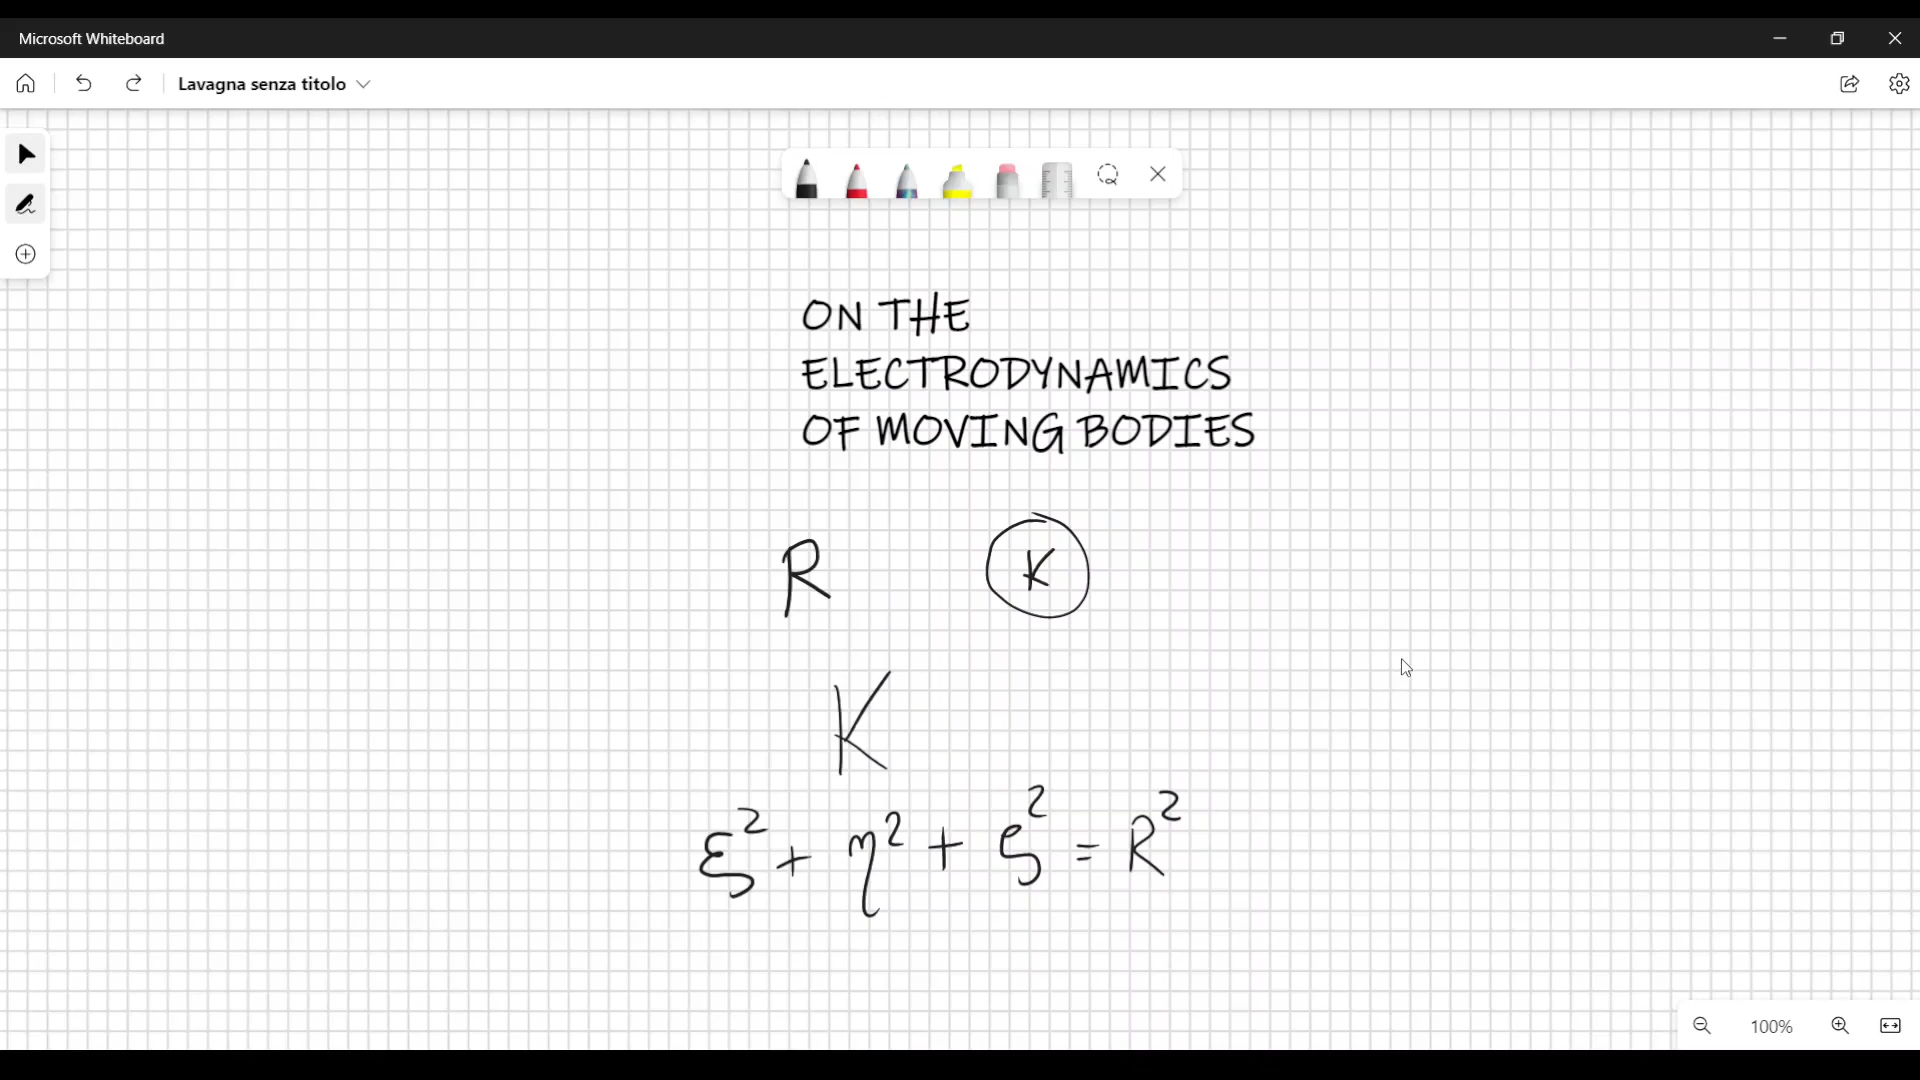 Microsoft Whiteboard
Lavagna senza titolo
ON THE
ELECTRODYNAMICS
OF MOVING BODIES
R K
K
ξ² + η² + ζ² = R²
100%